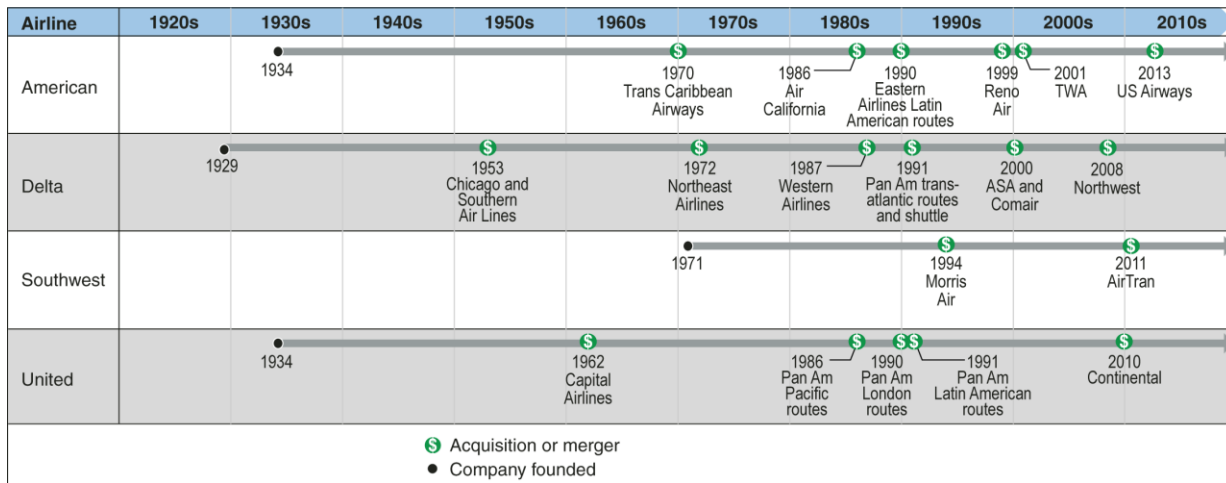 Airline 1920s 1930s 1940s 1950s 1960s 1970s 1980s 1990s 2000s 2010s
American
1934
1970
Trans Caribbean
Airways
1986
Air
California
1990
Eastern
Airlines Latin
American routes
1999
Reno
Air
2001
TWA
2013
US Airways
Delta
1929
1953
Chicago and
Southern
Air Lines
1972
Northeast
Airlines
1987
Western
Airlines
1991
Pan Am trans-
atlantic routes
and shuttle
2000
ASA and
Comair
2008
Northwest
Southwest
1971
1994
Morris
Air
2011
AirTran
United
1934
1962
Capital
Airlines
1986
Pan Am
Pacific
routes
1990
Pan Am
London
routes
1991
Pan Am
Latin American
routes
2010
Continental
$ Acquisition or merger
Company founded